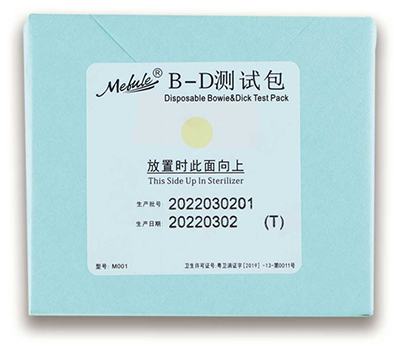 Mebule® B-D测试包
Disposable Bowie&Dick Test Pack
放置时此面向上
This Side Up In Sterilizer
生产批号: 2022030201
生产日期: 20220302 (T)
型号: M001 卫生许可证号:粤卫消证字[2019]-13-第0011号